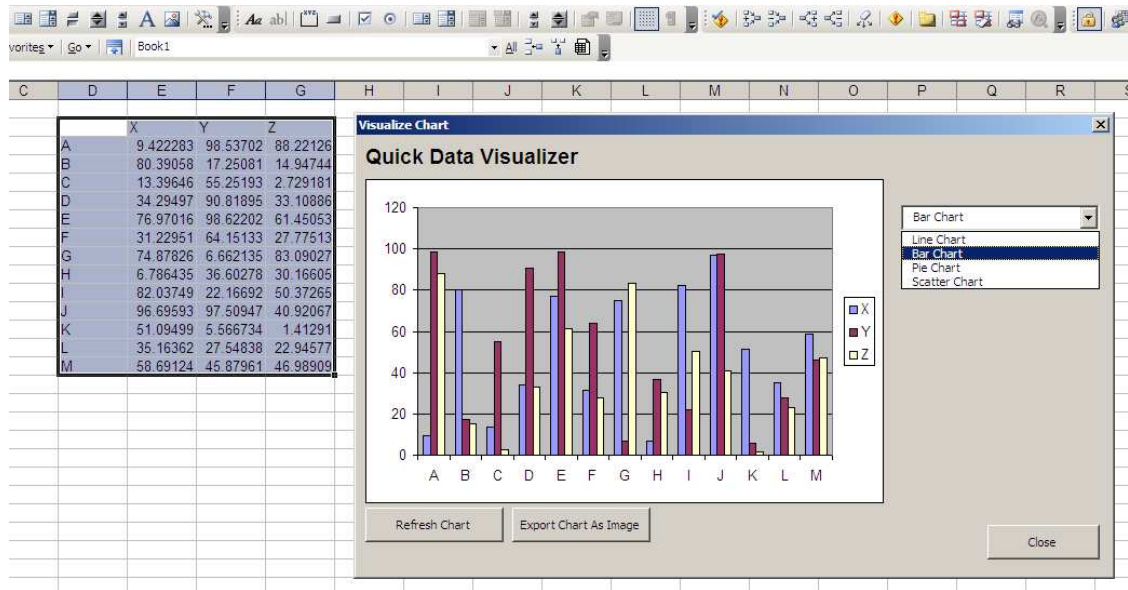 A Aa ab| XYZ
vorites Go Book1 All
C D E F G H I J K L M N O P Q R S
X Y Z
A 9.422283 98.53702 88.22126
B 80.39058 17.25081 14.94744
C 13.39646 55.25193 2.729181
D 34.29497 90.81895 33.10886
E 76.97016 98.62202 61.45053
F 31.22951 64.15133 27.77513
G 74.87826 6.662135 83.09027
H 6.786435 36.60278 30.16605
I 82.03749 22.16692 50.37265
J 96.69593 97.50947 40.92067
K 51.09499 5.566734 1.41291
L 35.16362 27.54838 22.94577
M 58.69124 45.87961 46.98909
Visualize Chart
Quick Data Visualizer
120
100
80
60
40
20
0
A B C D E F G H I J K L M
X
Y
Z
Bar Chart
Line Chart
Bar Chart
Pie Chart
Scatter Chart
Refresh Chart
Export Chart As Image
Close